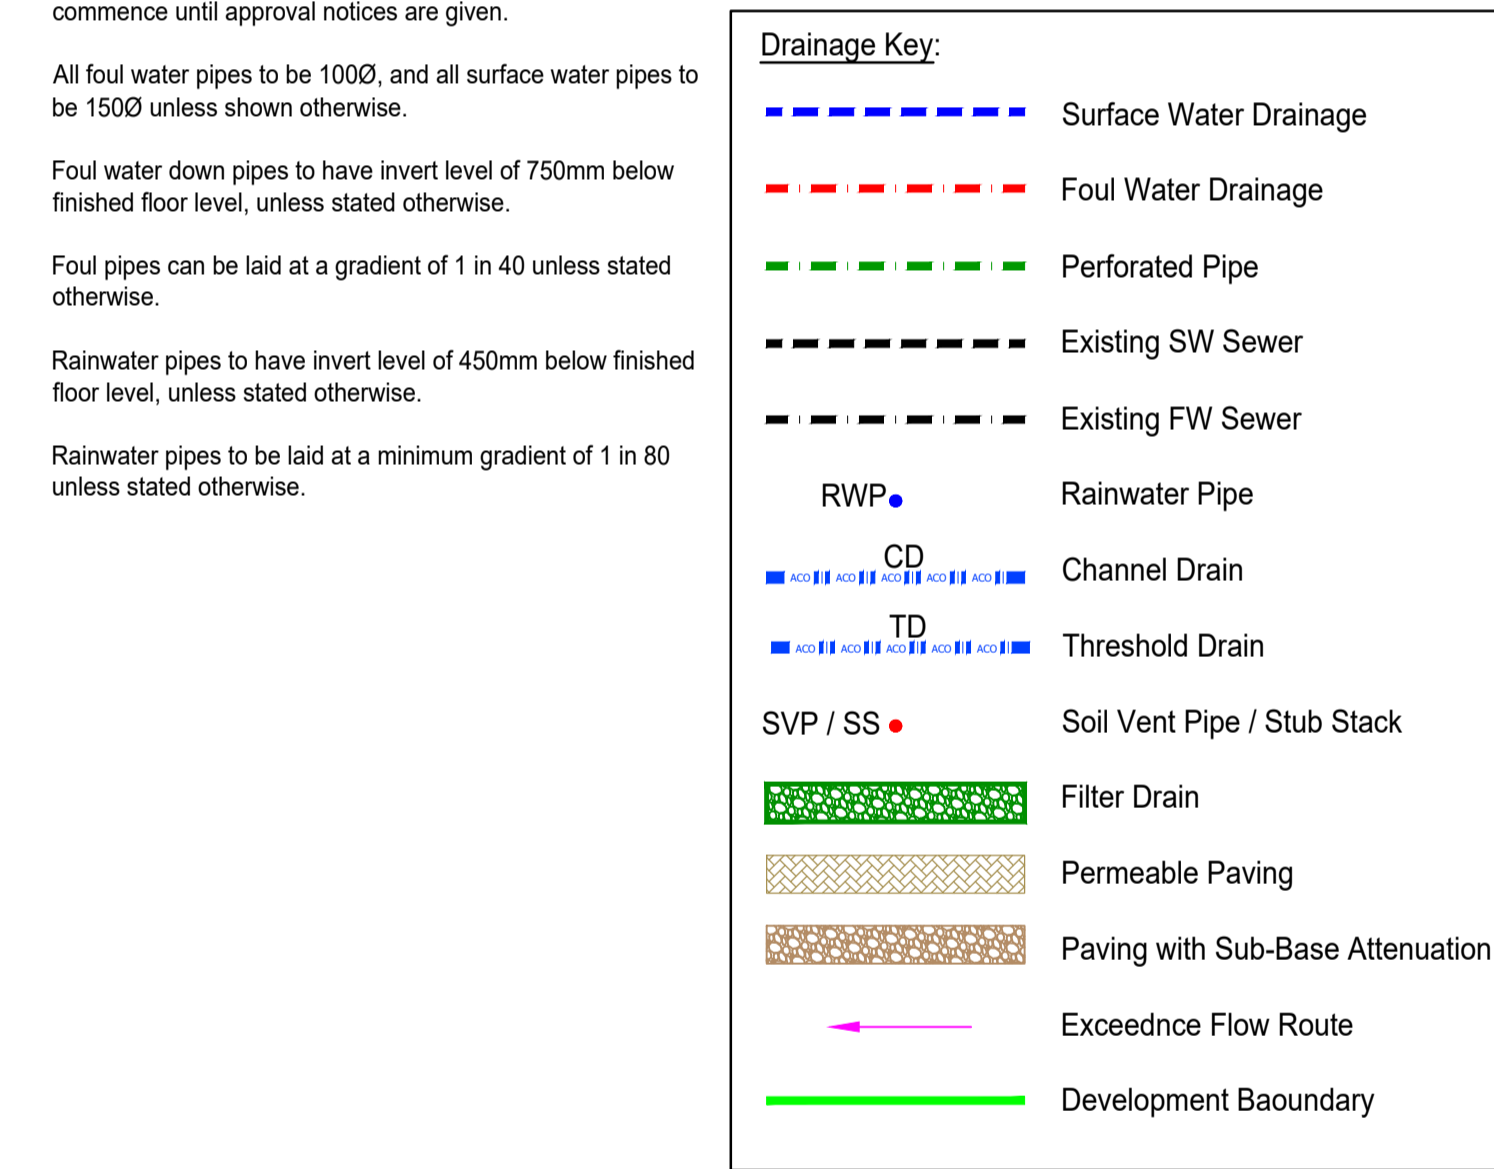 commence until approval notices are given.
All foul water pipes to be 100Ø, and all surface water pipes to
be 150Ø unless shown otherwise.
Foul water down pipes to have invert level of 750mm below
finished floor level, unless stated otherwise.
Foul pipes can be laid at a gradient of 1 in 40 unless stated
otherwise.
Rainwater pipes to have invert level of 450mm below finished
floor level, unless stated otherwise.
Rainwater pipes to be laid at a minimum gradient of 1 in 80
unless stated otherwise.
Drainage Key:
Surface Water Drainage
Foul Water Drainage
Perforated Pipe
Existing SW Sewer
Existing FW Sewer
RWP Rainwater Pipe
CD
ACO ACO ACO ACO ACO Channel Drain
TD
ACO ACO ACO ACO ACO Threshold Drain
SVP / SS Soil Vent Pipe / Stub Stack
Filter Drain
Permeable Paving
Paving with Sub-Base Attenuation
Exceednce Flow Route
Development Baoundary